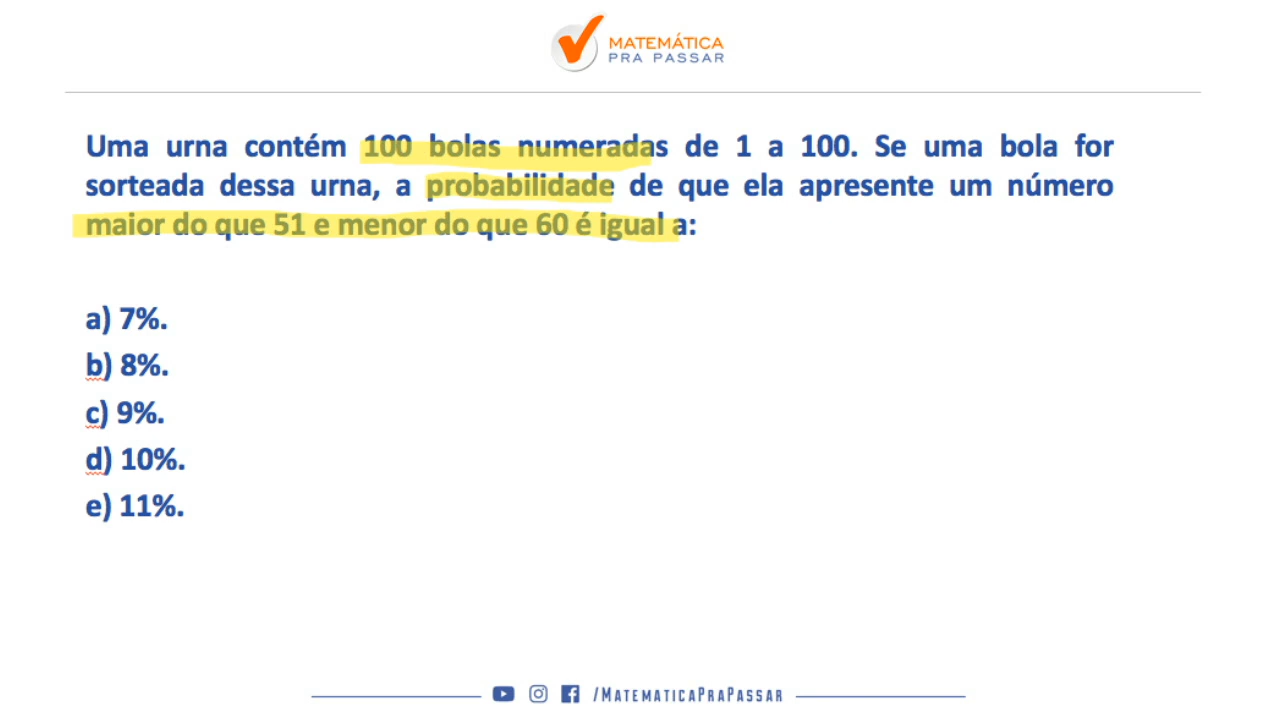 MATEMÁTICA
PRA PASSAR
Uma urna contém 100 bolas numeradas de 1 a 100. Se uma bola for
sorteada dessa urna, a probabilidade de que ela apresente um número
maior do que 51 e menor do que 60 é igual a:
a) 7%.
b) 8%.
c) 9%.
d) 10%.
e) 11%.
/MATEMATICAPRAPASSAR